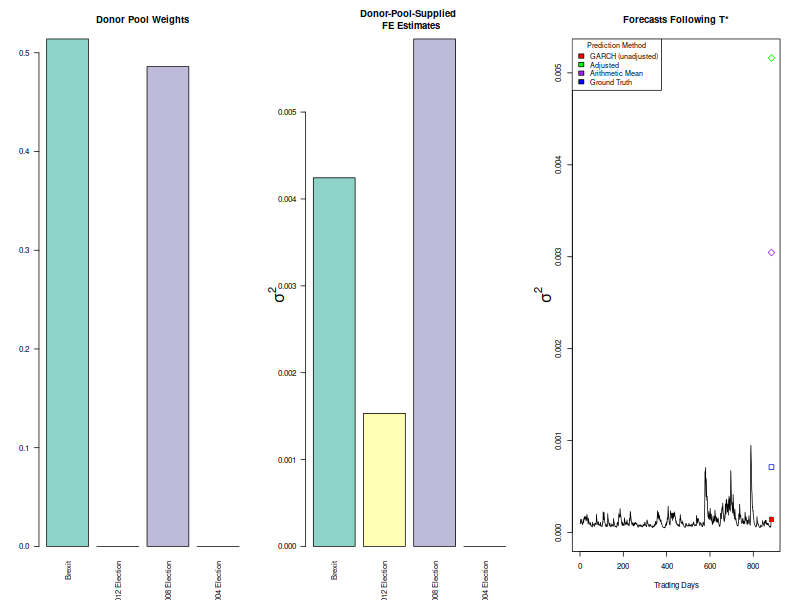 Donor Pool Weights
0.5
0.4
0.3
0.2
0.1
0.0
Brexit
012 Election
008 Election
004 Election
Donor-Pool-Supplied
FE Estimates
σ2
0.005
0.004
0.003
0.002
0.001
0.000
Brexit
012 Election
008 Election
004 Election
Forecasts Following T*
Prediction Method
GARCH (unadjusted)
Adjusted
Arithmetic Mean
Ground Truth
σ2
0.005
0.004
0.003
0.002
0.001
0.000
0
200
400
600
800
Trading Days